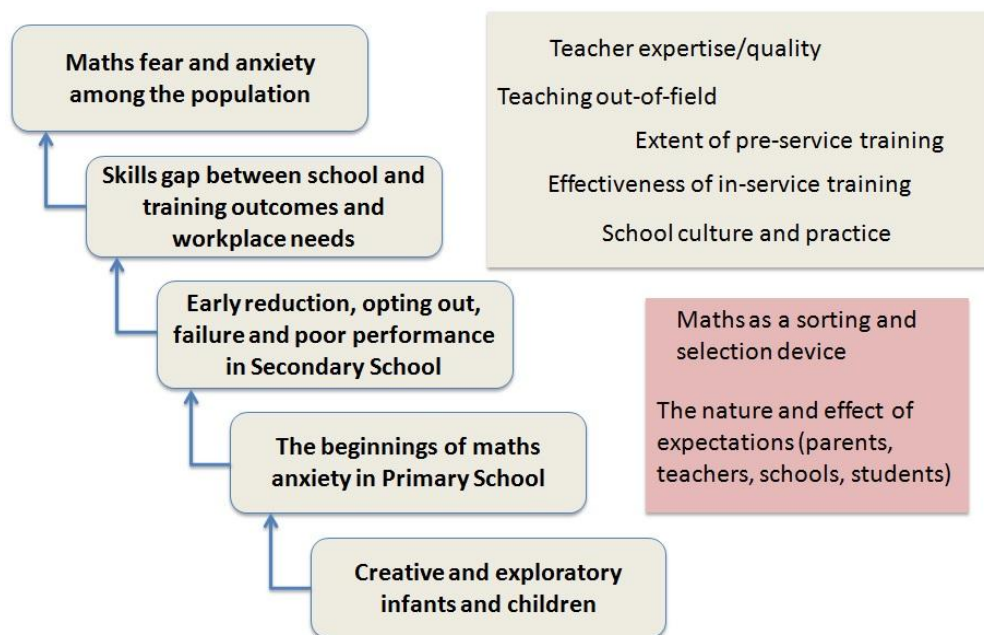 Maths fear and anxiety
among the population
Skills gap between school and
training outcomes and
workplace needs
Early reduction, opting out,
failure and poor performance
in Secondary School
The beginnings of maths
anxiety in Primary School
Creative and exploratory
infants and children
Teacher expertise/quality
Teaching out-of-field
Extent of pre-service training
Effectiveness of in-service training
School culture and practice
Maths as a sorting and
selection device
The nature and effect of
expectations (parents,
teachers, schools, students)